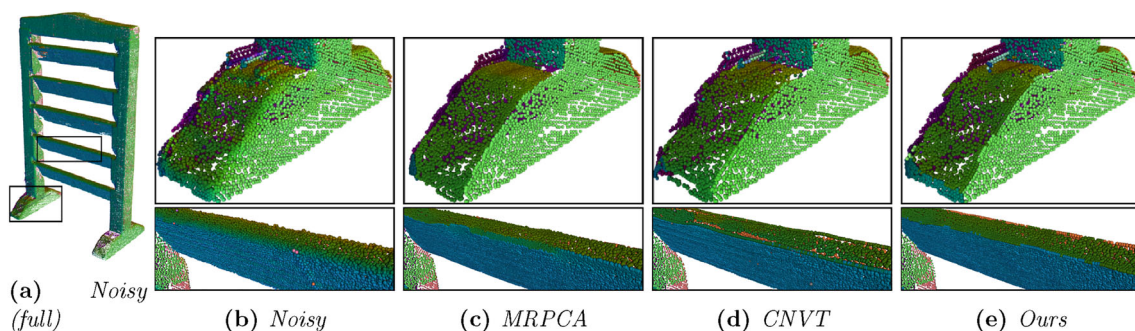 (a) Noisy
(full)
(b) Noisy
(c) MRPCA
(d) CNVT
(e) Ours